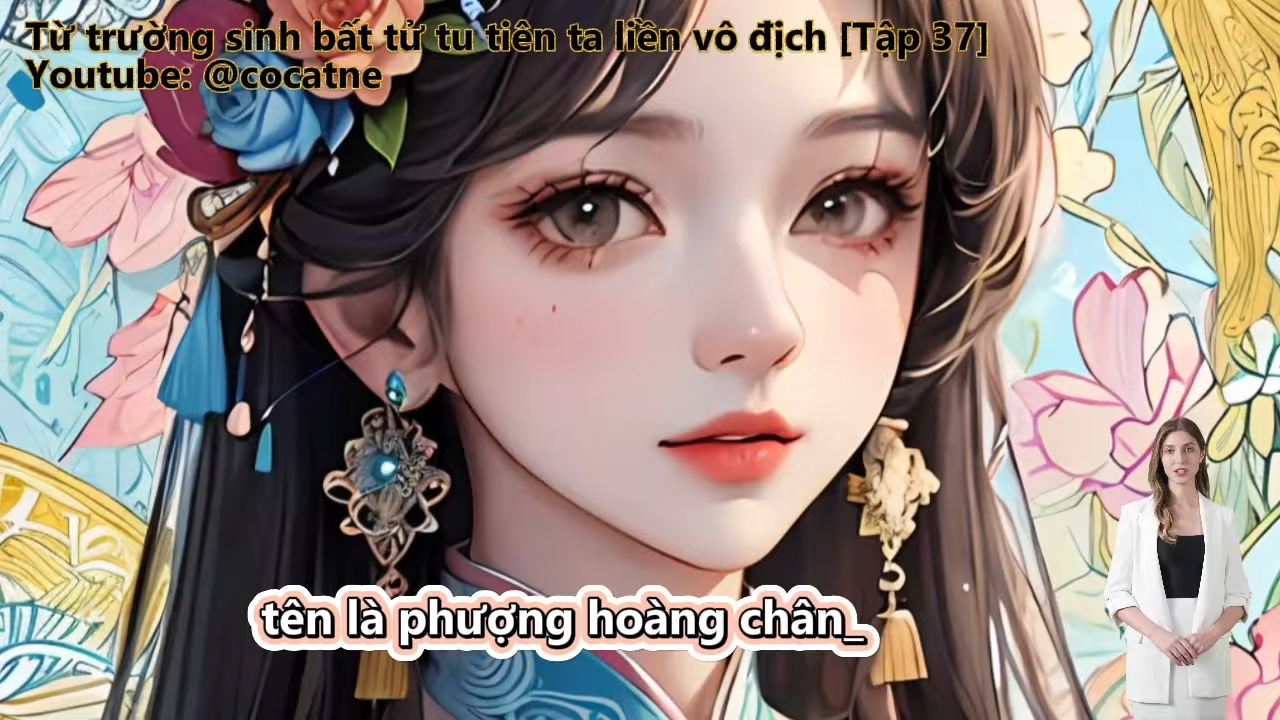 Từ trường sinh bất tử tu tiên ta liền vô địch [Tập 37]
Youtube: @cocatne
tên là phượng hoàng chân_